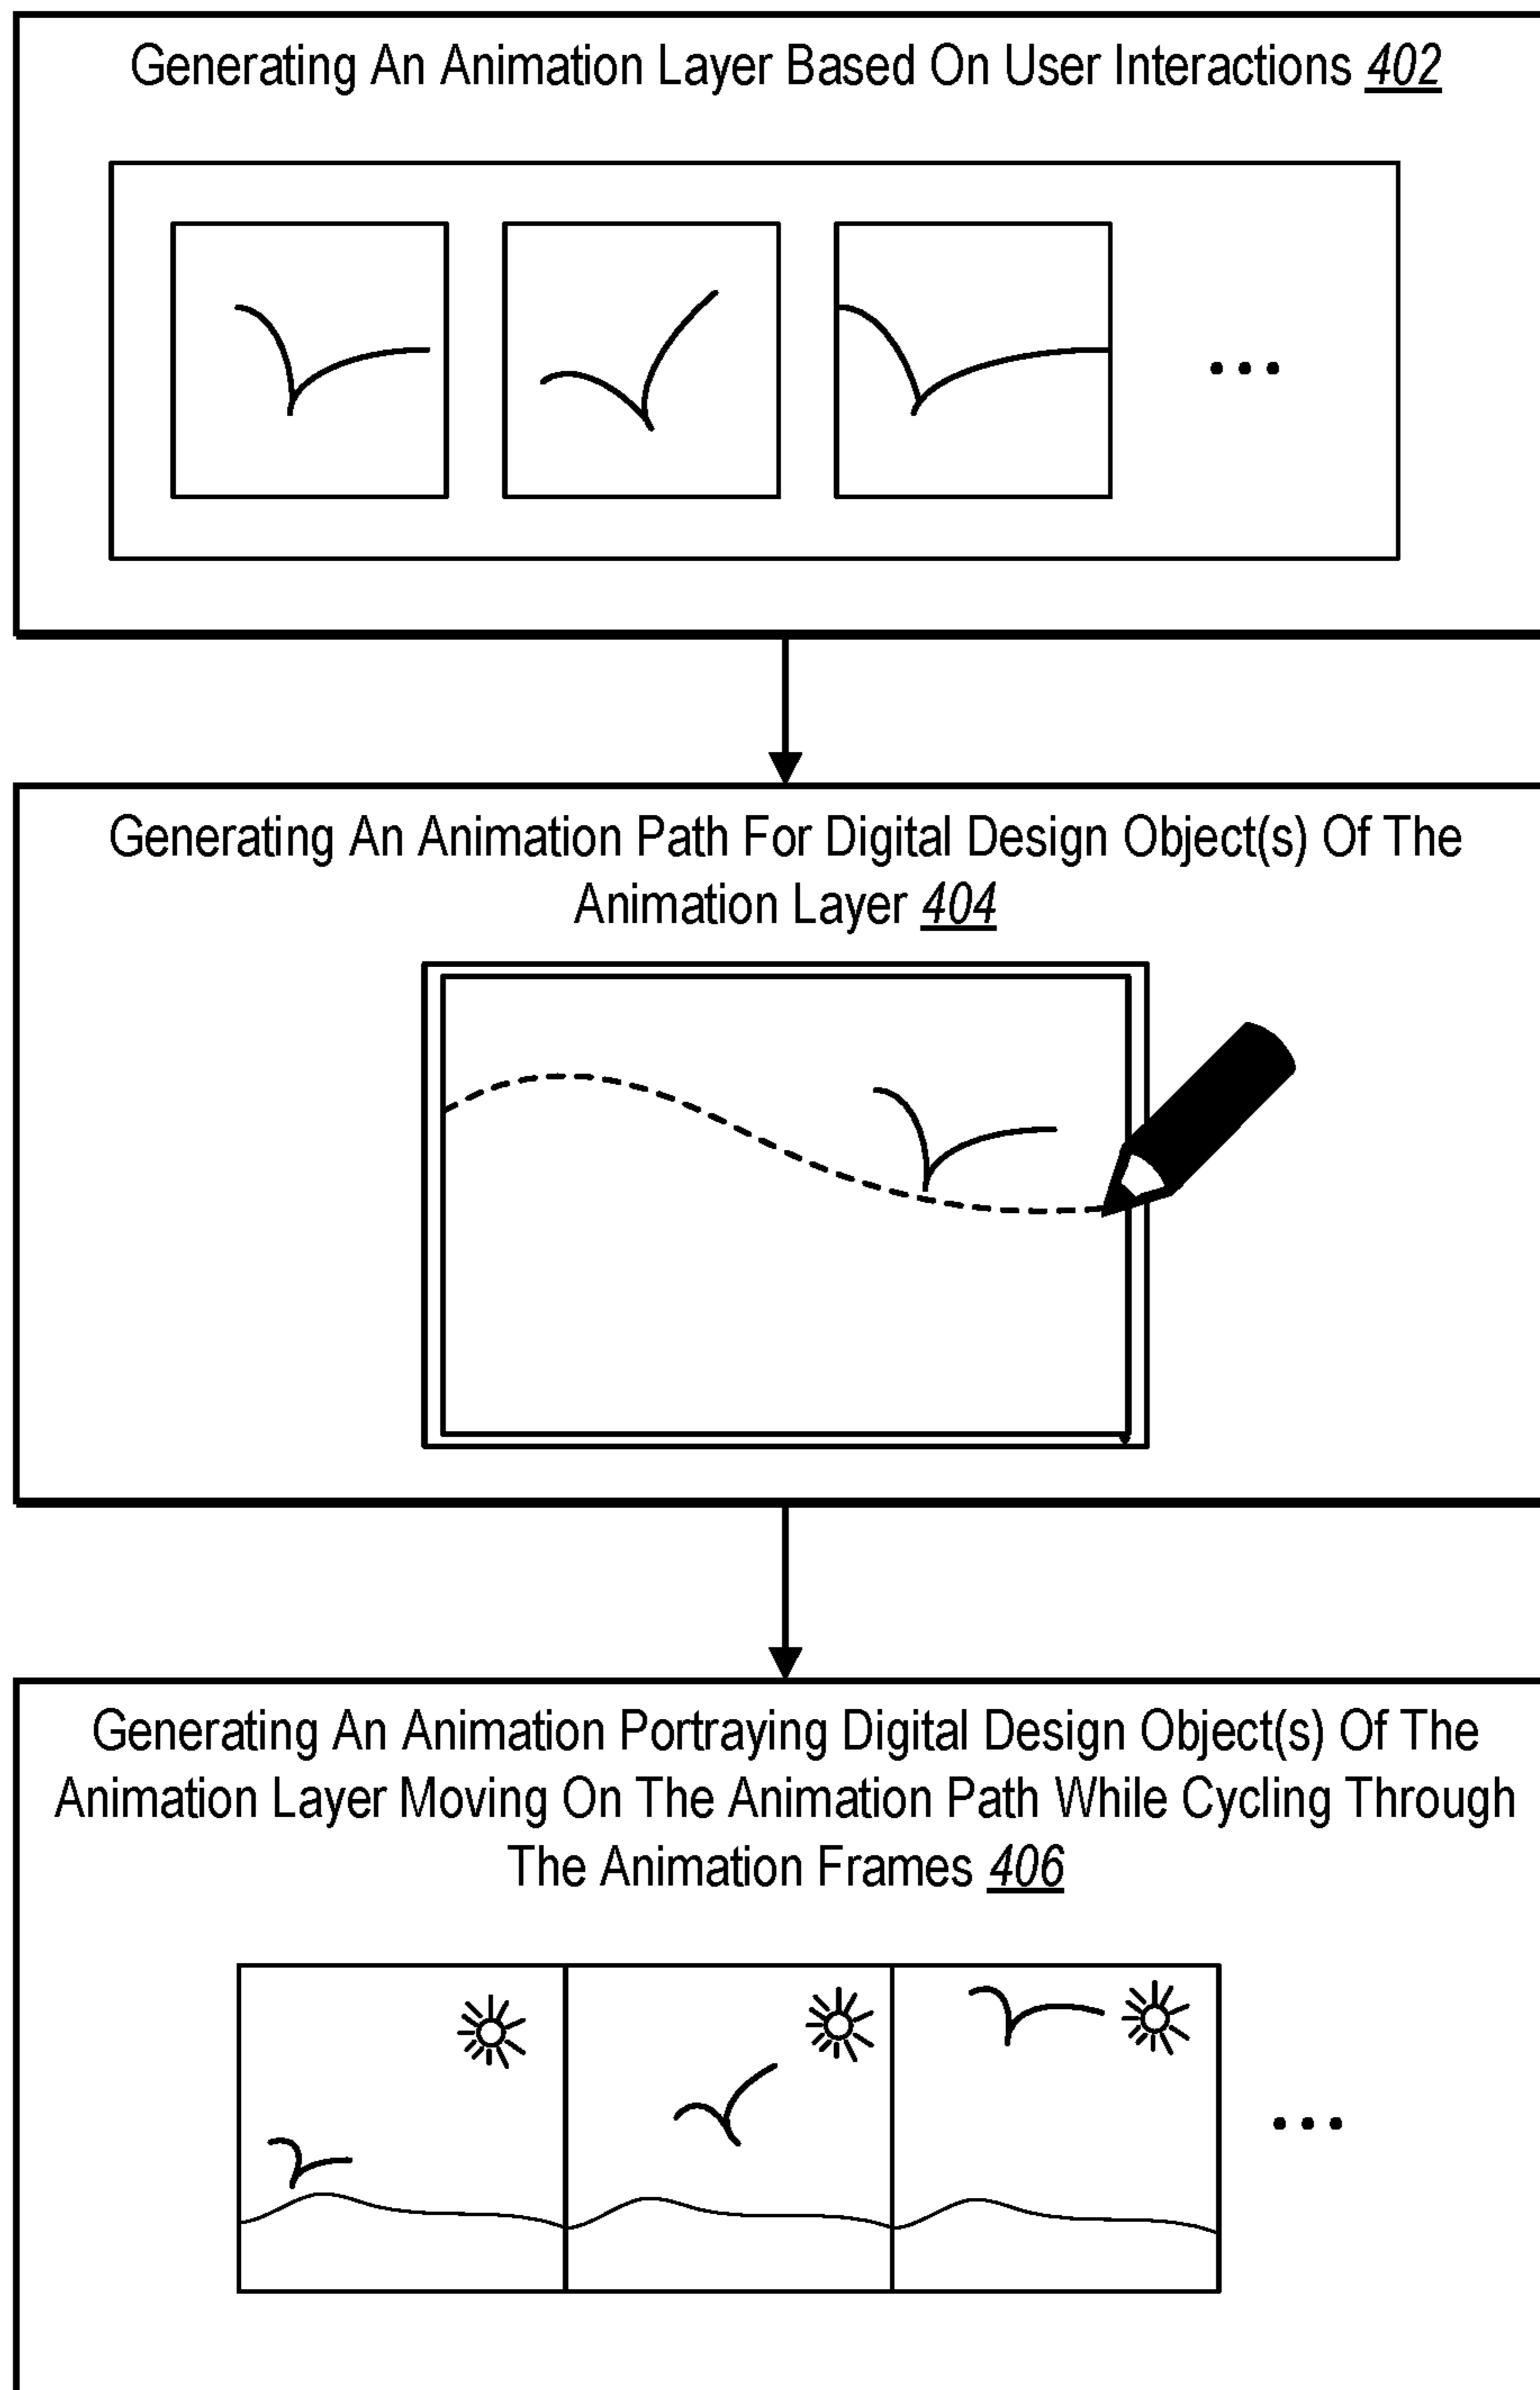 Generating An Animation Layer Based On User Interactions 402
Generating An Animation Path For Digital Design Object(s) Of The
Animation Layer 404
Generating An Animation Portraying Digital Design Object(s) Of The
Animation Layer Moving On The Animation Path While Cycling Through
The Animation Frames 406